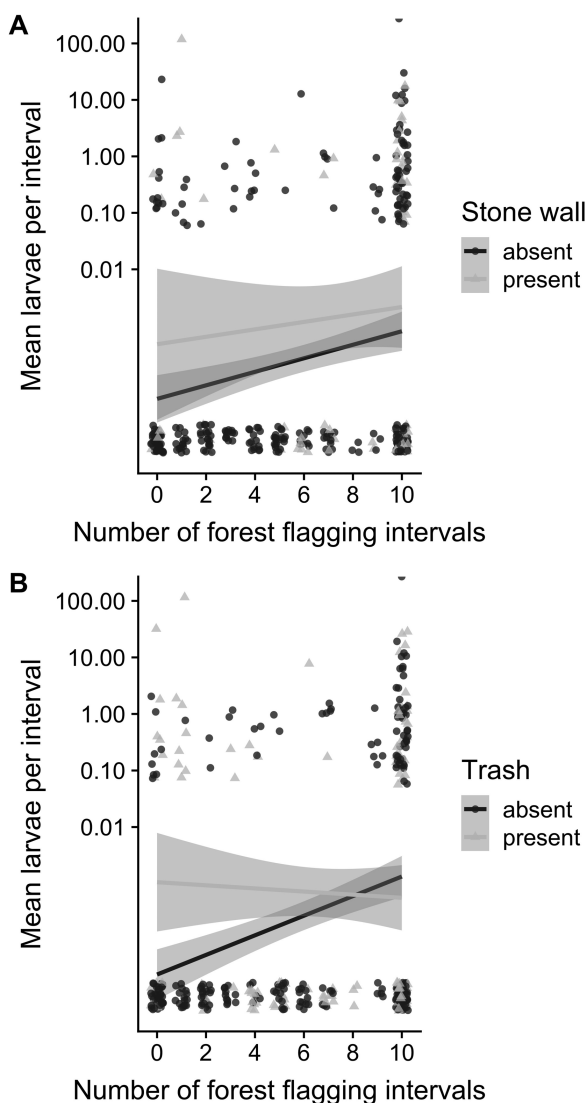 A
Mean larvae per interval
100.00
10.00
1.00
0.10
0.01
0 2 4 6 8 10
Number of forest flagging intervals
Stone wall
absent
present
B
Mean larvae per interval
100.00
10.00
1.00
0.10
0.01
0 2 4 6 8 10
Number of forest flagging intervals
Trash
absent
present